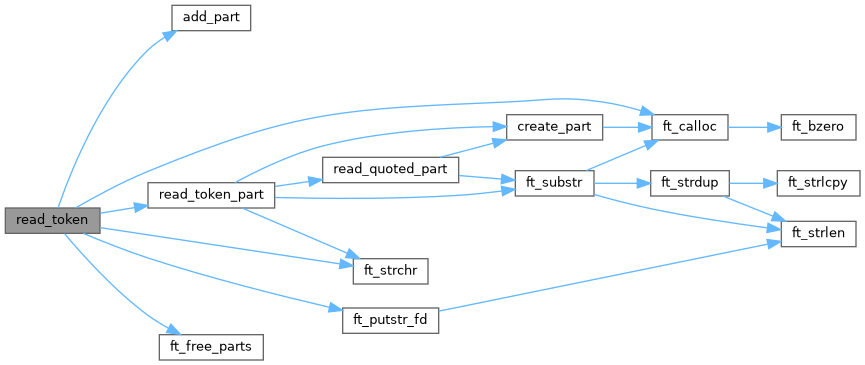 add_part
create_part
ft_calloc
ft_bzero
read_quoted_part
read_token_part
ft_substr
ft_strdup
ft_strlcpy
read_token
ft_strlen
ft_strchr
ft_putstr_fd
ft_free_parts